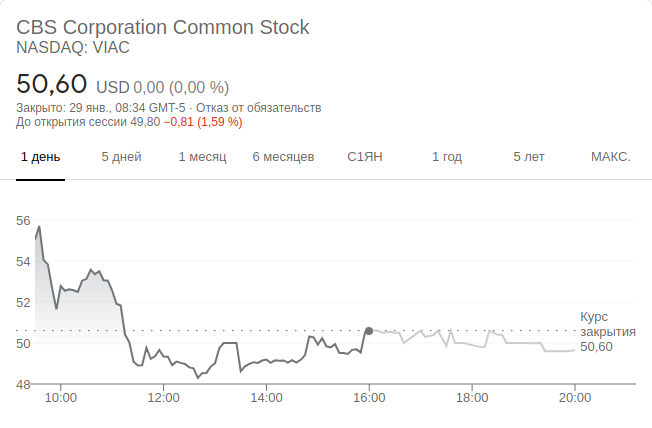 CBS Corporation Common Stock
NASDAQ: VIAC
50,60 USD 0,00 (0,00 %)
Закрыто: 29 янв., 08:34 GMT-5 · Отказ от обязательств
До открытия сессии 49,80 −0,81 (1,59 %)
1 день 5 дней 1 месяц 6 месяцев С1ЯН 1 год 5 лет МАКС.
56
54
52
Курс
закрытия
50,60
50
48
10:00 12:00 14:00 16:00 18:00 20:00